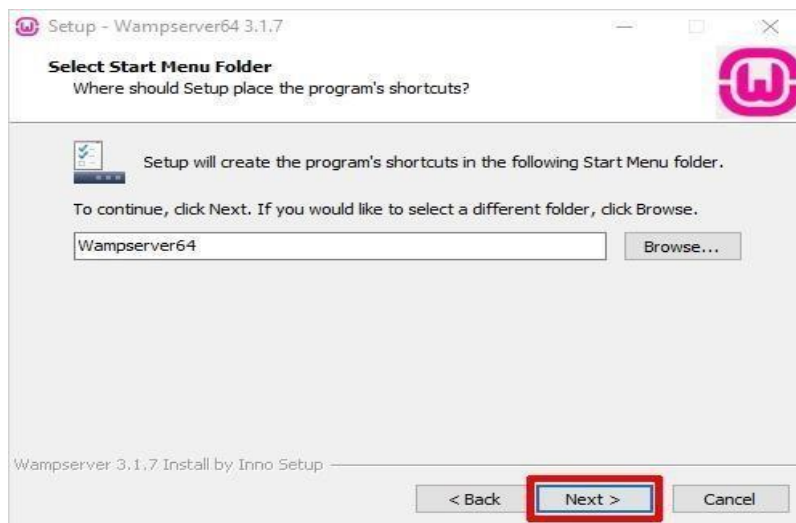 Setup - Wampserver64 3.1.7
Select Start Menu Folder
Where should Setup place the program's shortcuts?
Setup will create the program's shortcuts in the following Start Menu folder.
To continue, click Next. If you would like to select a different folder, click Browse.
Wampserver64
Browse...
Wampserver 3.1.7 Install by Inno Setup
< Back
Next >
Cancel